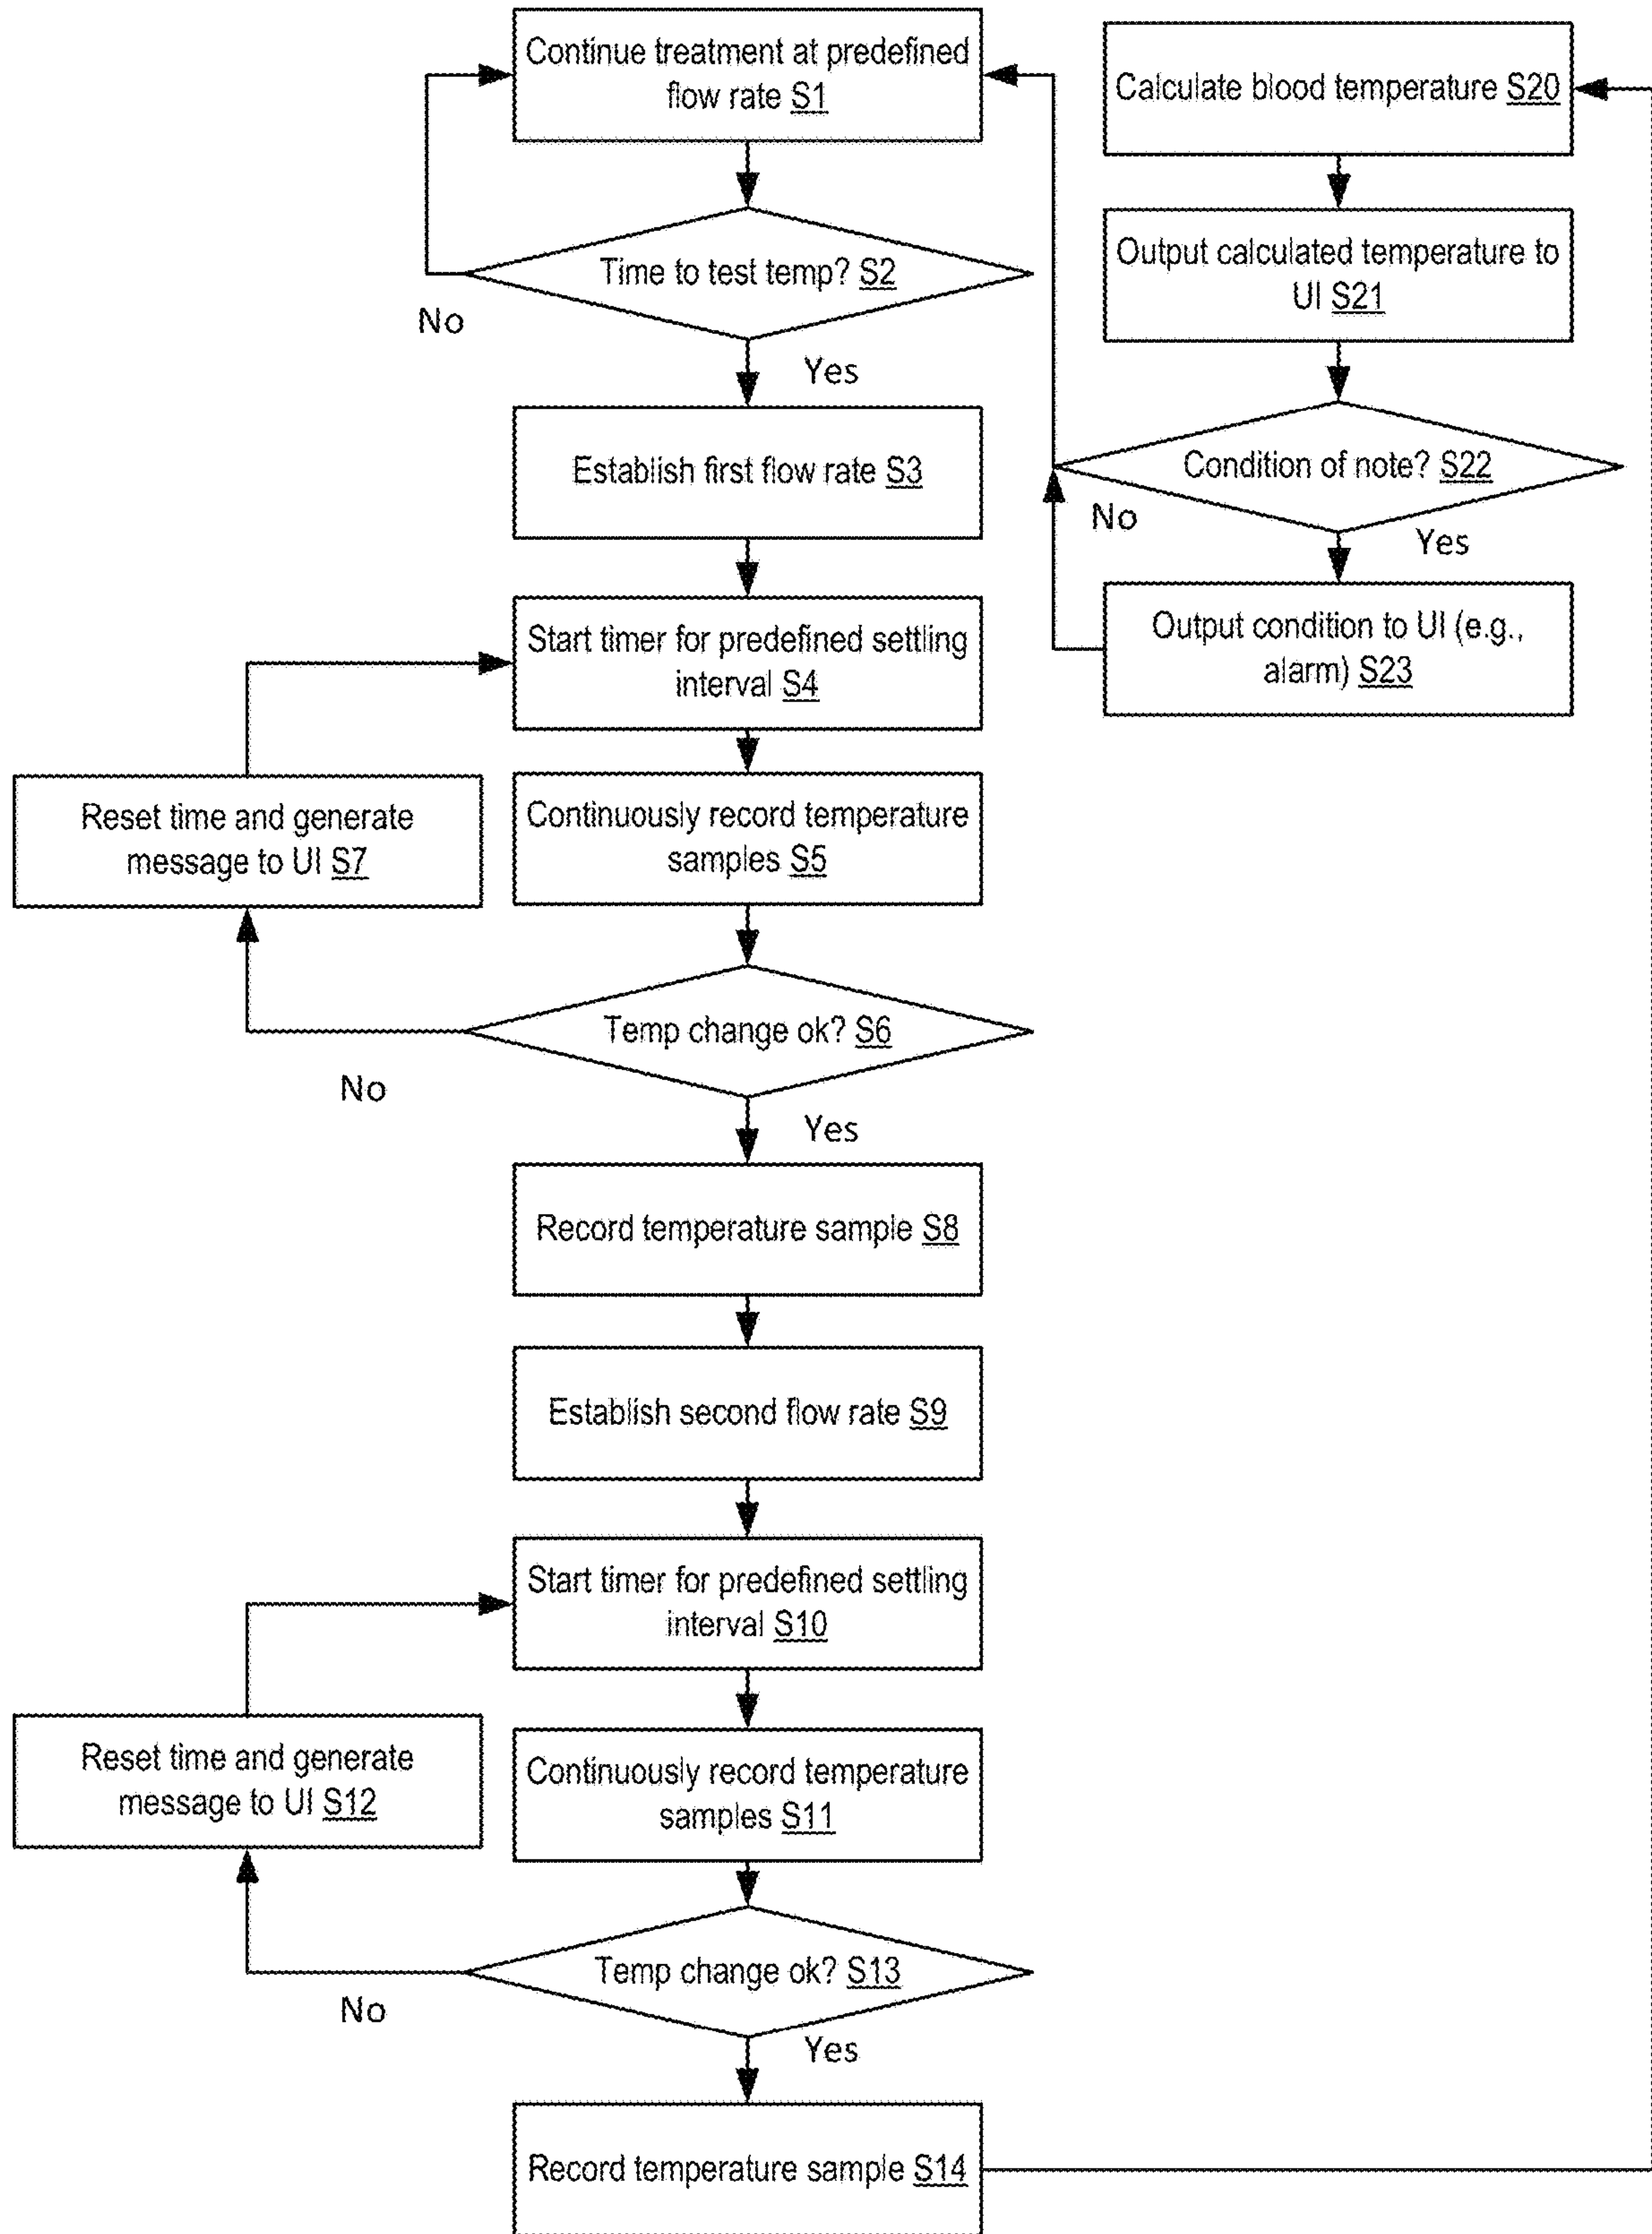 Continue treatment at predefined
flow rate S1
Time to test temp? S2
No
Yes
Establish first flow rate S3
Start timer for predefined settling
interval S4
Reset time and generate
message to UI S7
Continuously record temperature
samples S5
Temp change ok? S6
No
Yes
Record temperature sample S8
Establish second flow rate S9
Start timer for predefined settling
interval S10
Reset time and generate
message to UI S12
Continuously record temperature
samples S11
Temp change ok? S13
No
Yes
Record temperature sample S14
Calculate blood temperature S20
Output calculated temperature to
UI S21
Condition of note? S22
No
Yes
Output condition to UI (e.g.,
alarm) S23